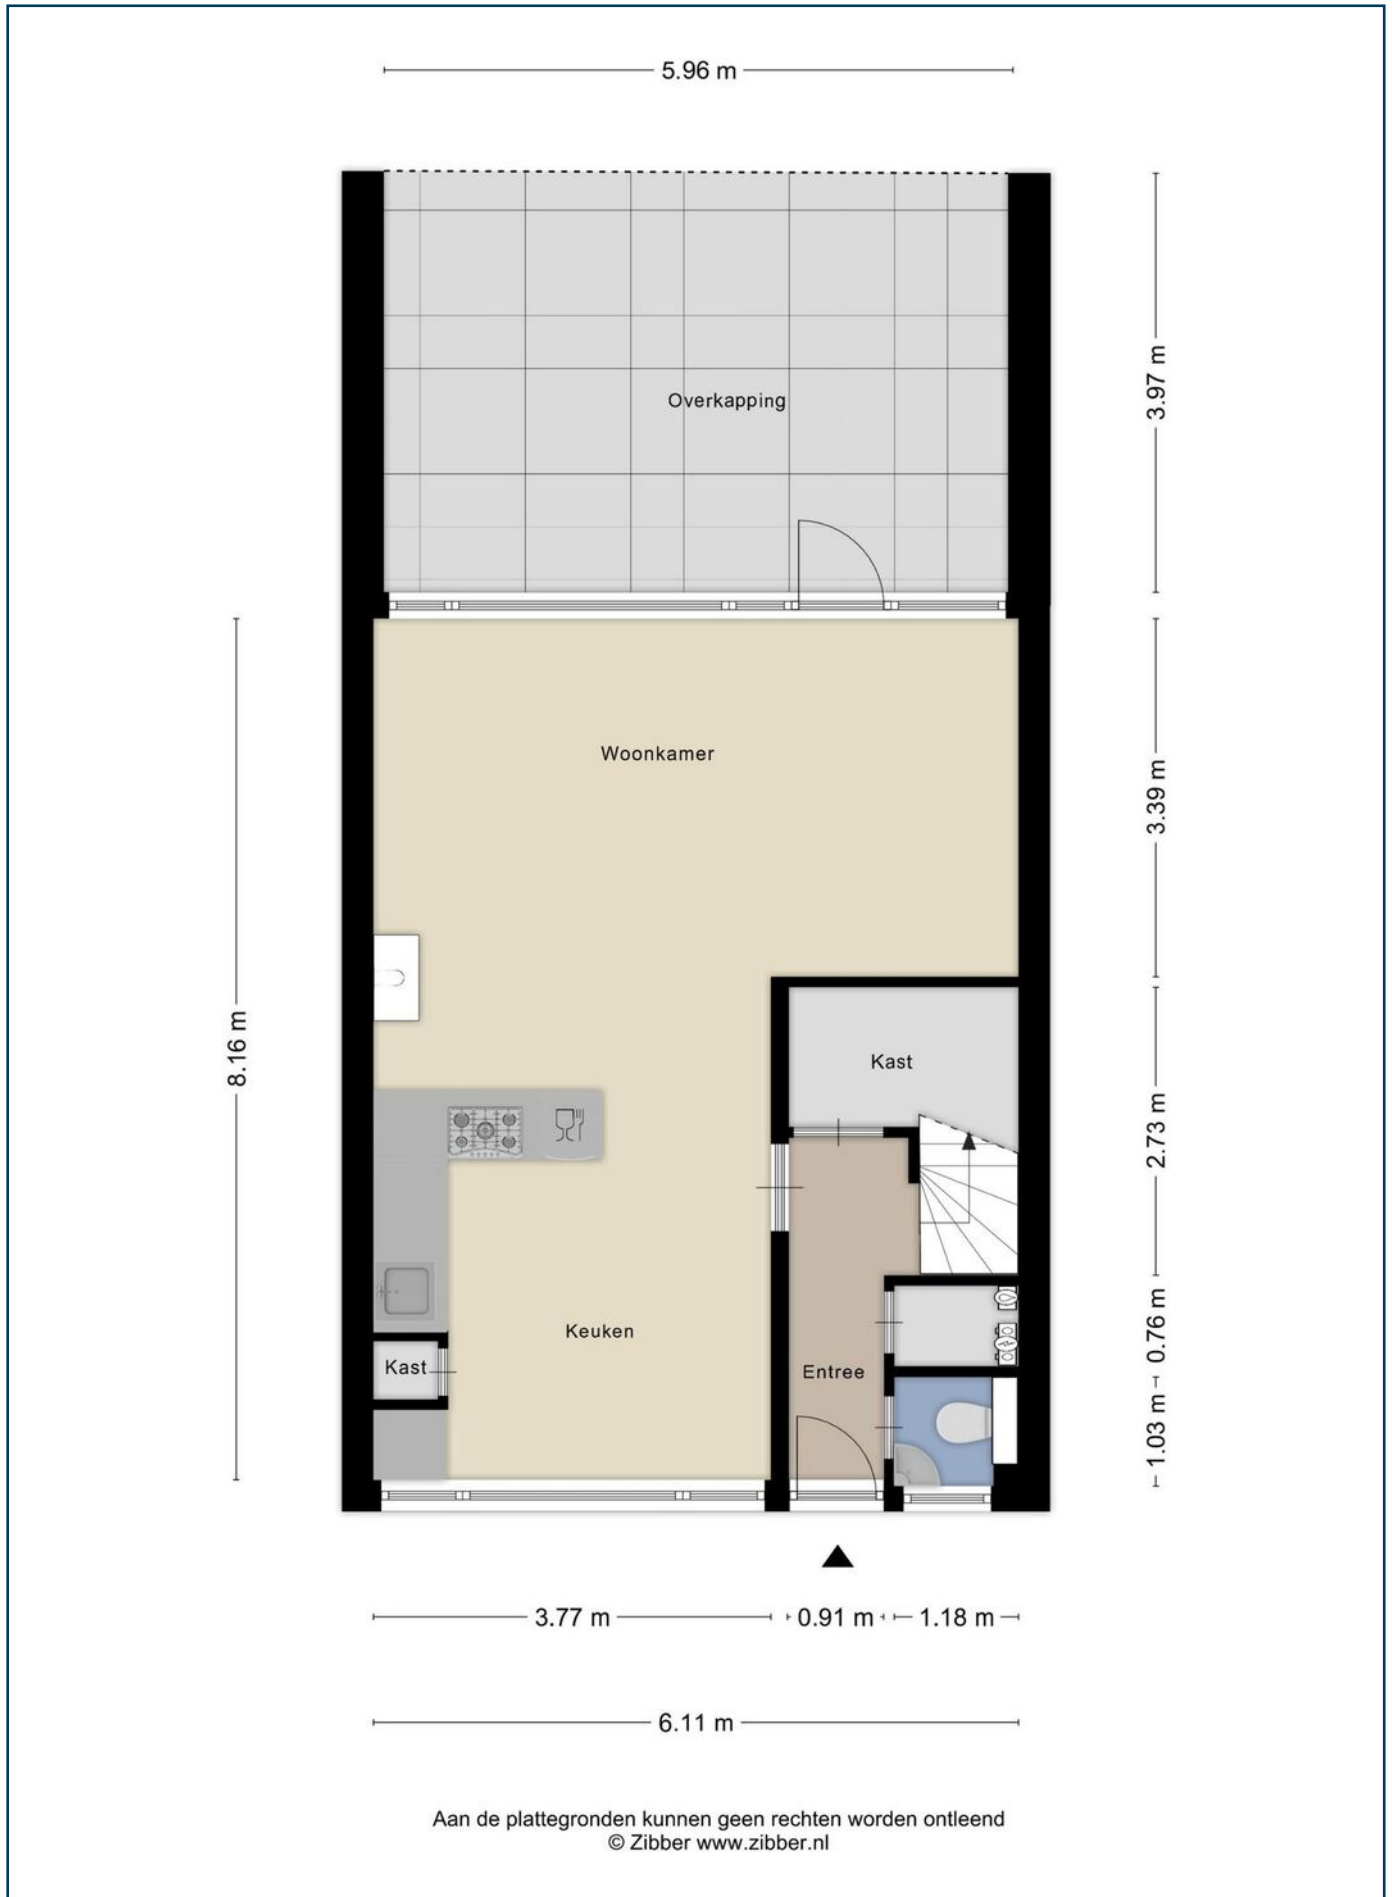 5.96 m
Overkapping
3.97 m
Woonkamer
3.39 m
8.16 m
Kast
2.73 m
Keuken
Kast
Entree
0.76 m
1.03 m
3.77 m
0.91 m
1.18 m
6.11 m
Aan de plattegronden kunnen geen rechten worden ontleend
© Zibber www.zibber.nl